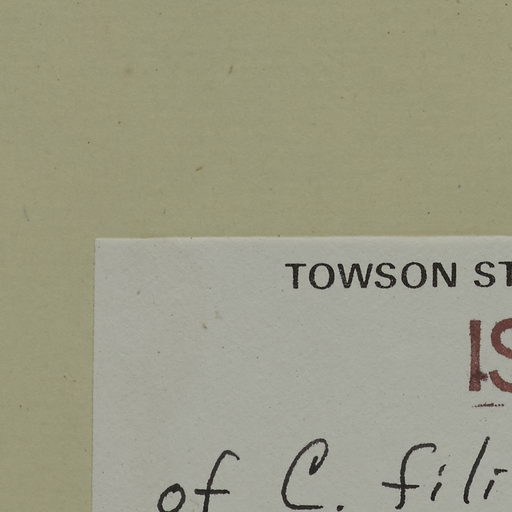 TOWSON ST
IS
of C. fili